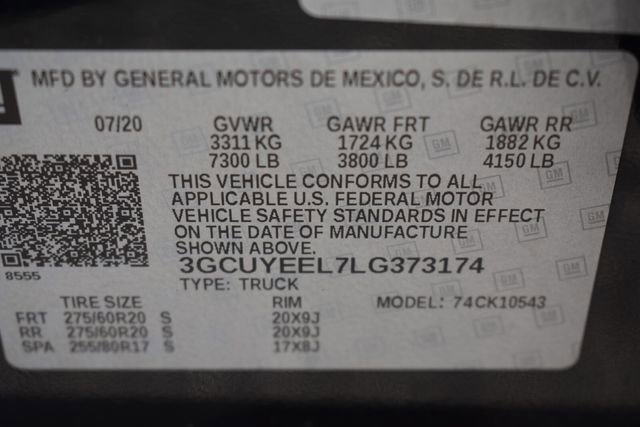 MFD BY GENERAL MOTORS DE MEXICO, S. DE R.L. DE C.V.
07/20 GVWR GAWR FRT GAWR RR
3311 KG 1724 KG 1882 KG
7300 LB 3800 LB 4150 LB
THIS VEHICLE CONFORMS TO ALL
APPLICABLE U.S. FEDERAL MOTOR
VEHICLE SAFETY STANDARDS IN EFFECT
ON THE DATE OF MANUFACTURE
SHOWN ABOVE.
8555
3GCUYEEL7LG373174
TYPE: TRUCK
TIRE SIZE RIM MODEL: 74CK10543
FRT 275/60R20 S 20X9J
RR 275/60R20 S 20X9J
SPA 255/80R17 S 17X8J